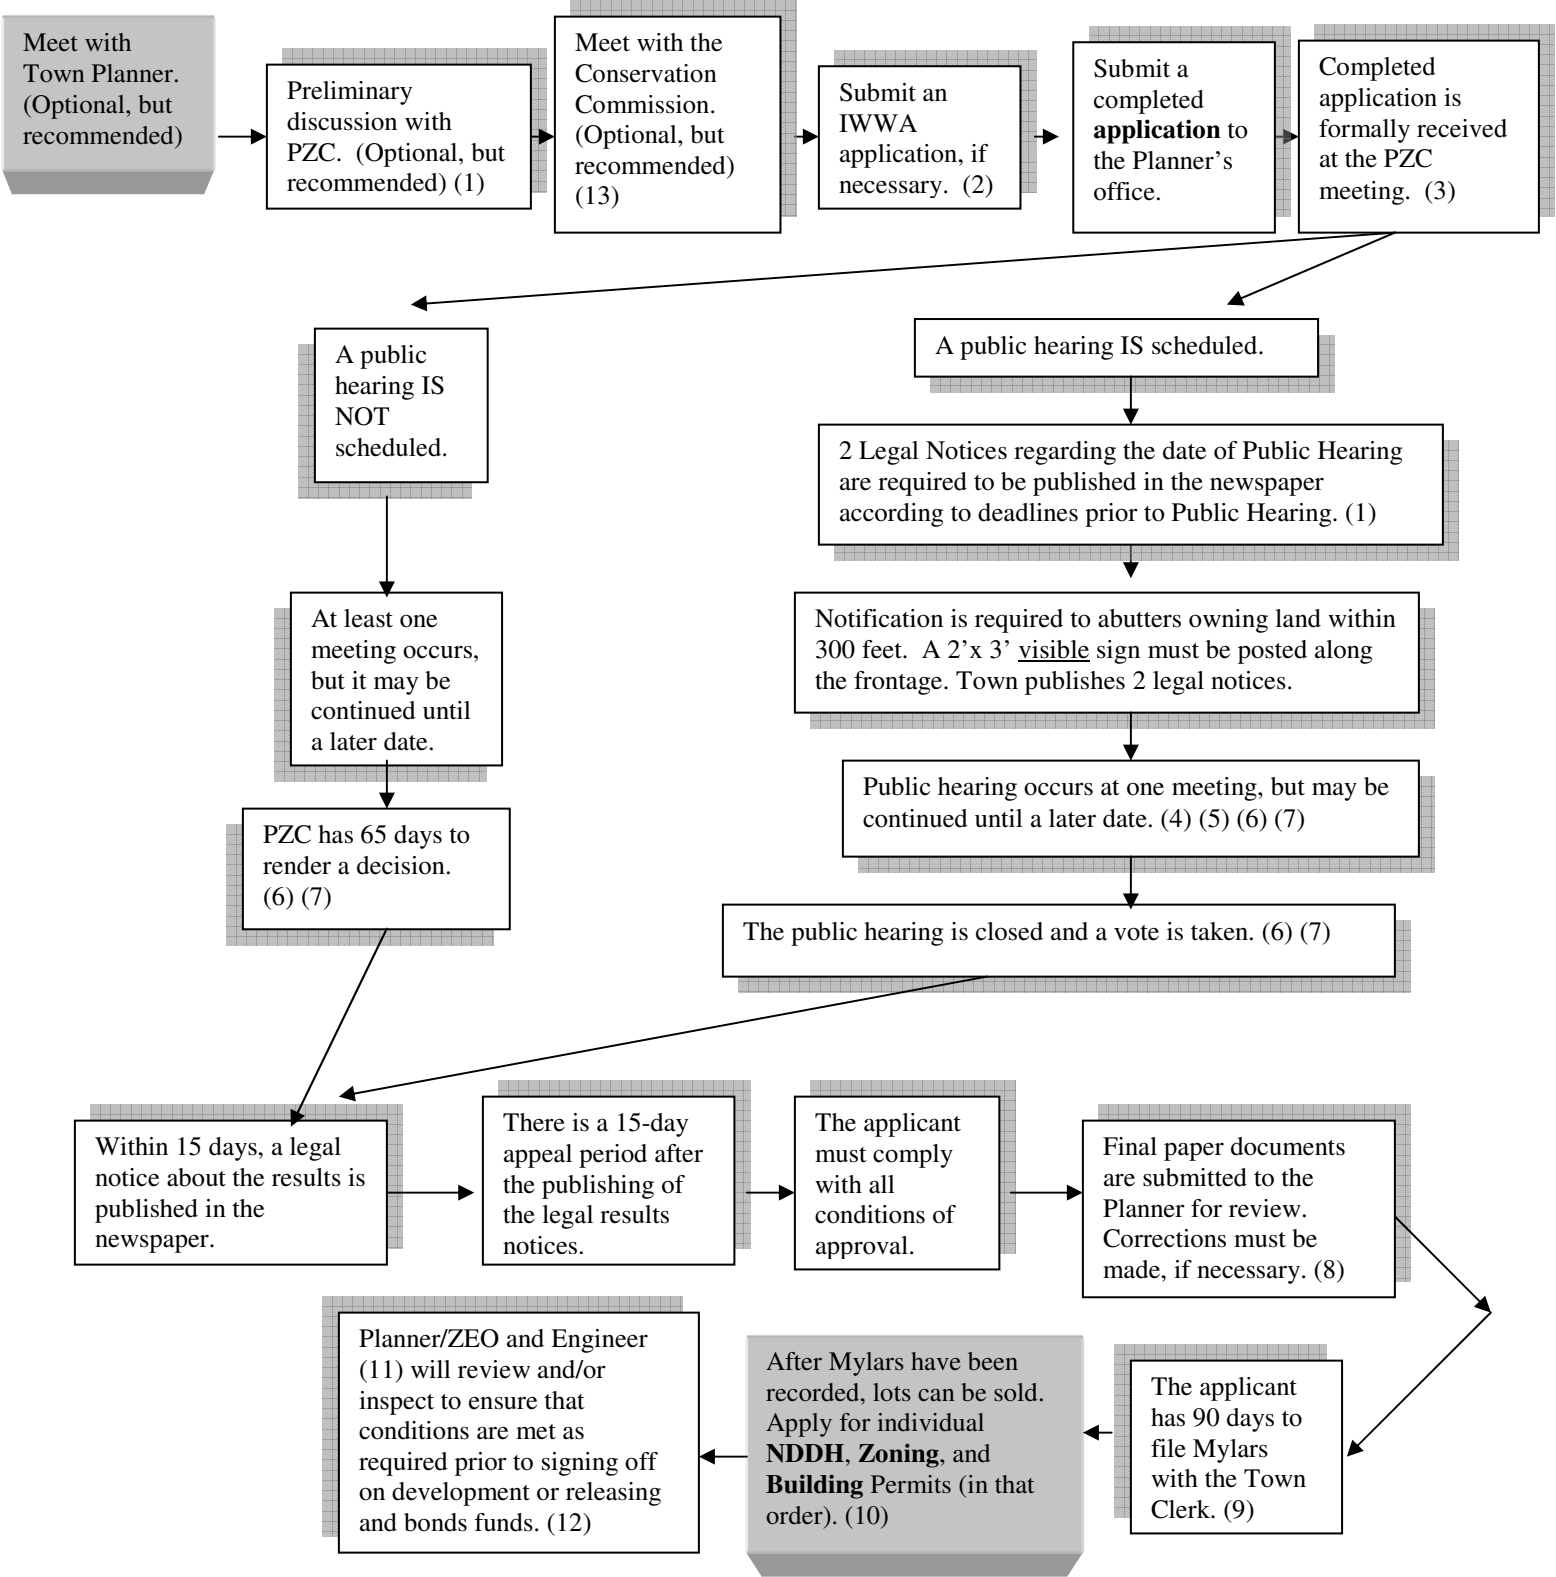 Meet with
Town Planner.
(Optional, but
recommended)
Preliminary
discussion with
PZC. (Optional, but
recommended) (1)
Meet with the
Conservation
Commission.
(Optional, but
recommended)
(13)
Submit an
IWWA
application, if
necessary. (2)
Submit a
completed
application to
the Planner’s
office.
Completed
application is
formally received
at the PZC
meeting. (3)
A public
hearing IS
NOT
scheduled.
At least one
meeting occurs,
but it may be
continued until
a later date.
PZC has 65 days to
render a decision.
(6) (7)
A public hearing IS scheduled.
2 Legal Notices regarding the date of Public Hearing
are required to be published in the newspaper
according to deadlines prior to Public Hearing. (1)
Notification is required to abutters owning land within
300 feet. A 2’x 3’ visible sign must be posted along
the frontage. Town publishes 2 legal notices.
Public hearing occurs at one meeting, but may be
continued until a later date. (4) (5) (6) (7)
The public hearing is closed and a vote is taken. (6) (7)
Within 15 days, a legal
notice about the results is
published in the
newspaper.
There is a 15-day
appeal period after
the publishing of
the legal results
notices.
The applicant
must comply
with all
conditions of
approval.
Final paper documents
are submitted to the
Planner for review.
Corrections must be
made, if necessary. (8)
The applicant
has 90 days to
file Mylars
with the Town
Clerk. (9)
After Mylars have been
recorded, lots can be sold.
Apply for individual
NDDH, Zoning, and
Building Permits (in that
order). (10)
Planner/ZEO and Engineer
(11) will review and/or
inspect to ensure that
conditions are met as
required prior to signing off
on development or releasing
and bonds funds. (12)